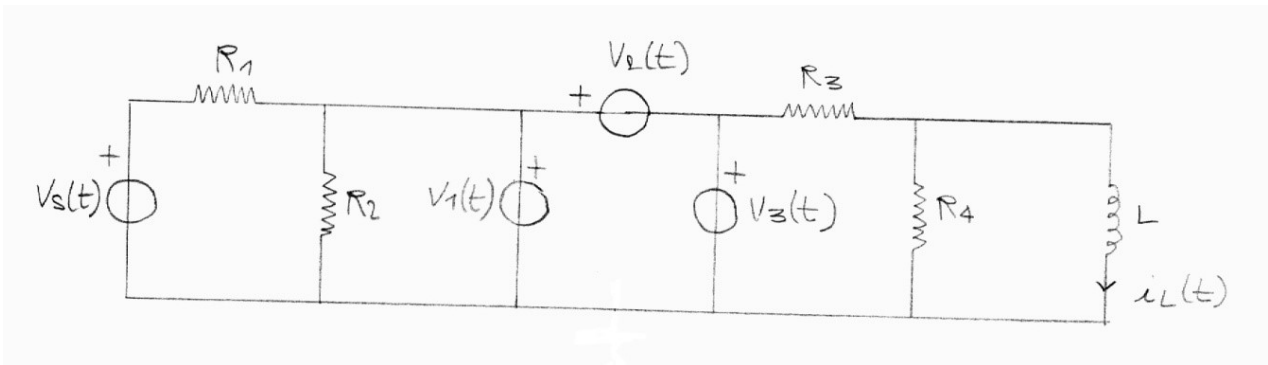 R1
V2(t)
R3
+
+
Vs(t)
R2
V1(t)
+
+
V3(t)
R4
L
iL(t)